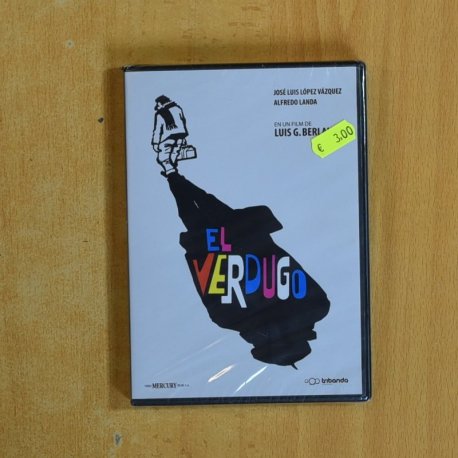 JOSÉ LUIS LÓPEZ VÁZQUEZ
ALFREDO LANDA
EN UN FILM DE
LUIS G. BERLA
€ 3,00
EL
VERDUGO
MERCURY
tribanda